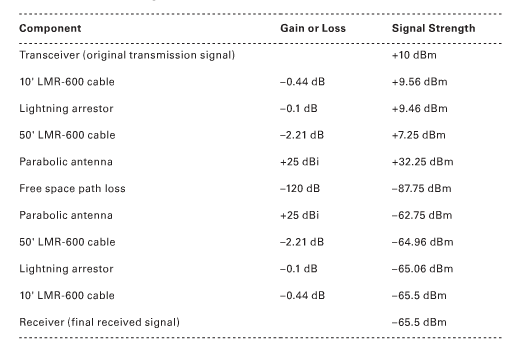 Component Gain or Loss Signal Strength
Transceiver (original transmission signal) +10 dBm
10' LMR-600 cable –0.44 dB +9.56 dBm
Lightning arrestor –0.1 dB +9.46 dBm
50' LMR-600 cable –2.21 dB +7.25 dBm
Parabolic antenna +25 dBi +32.25 dBm
Free space path loss –120 dB –87.75 dBm
Parabolic antenna +25 dBi –62.75 dBm
50' LMR-600 cable –2.21 dB –64.96 dBm
Lightning arrestor –0.1 dB –65.06 dBm
10' LMR-600 cable –0.44 dB –65.5 dBm
Receiver (final received signal) –65.5 dBm